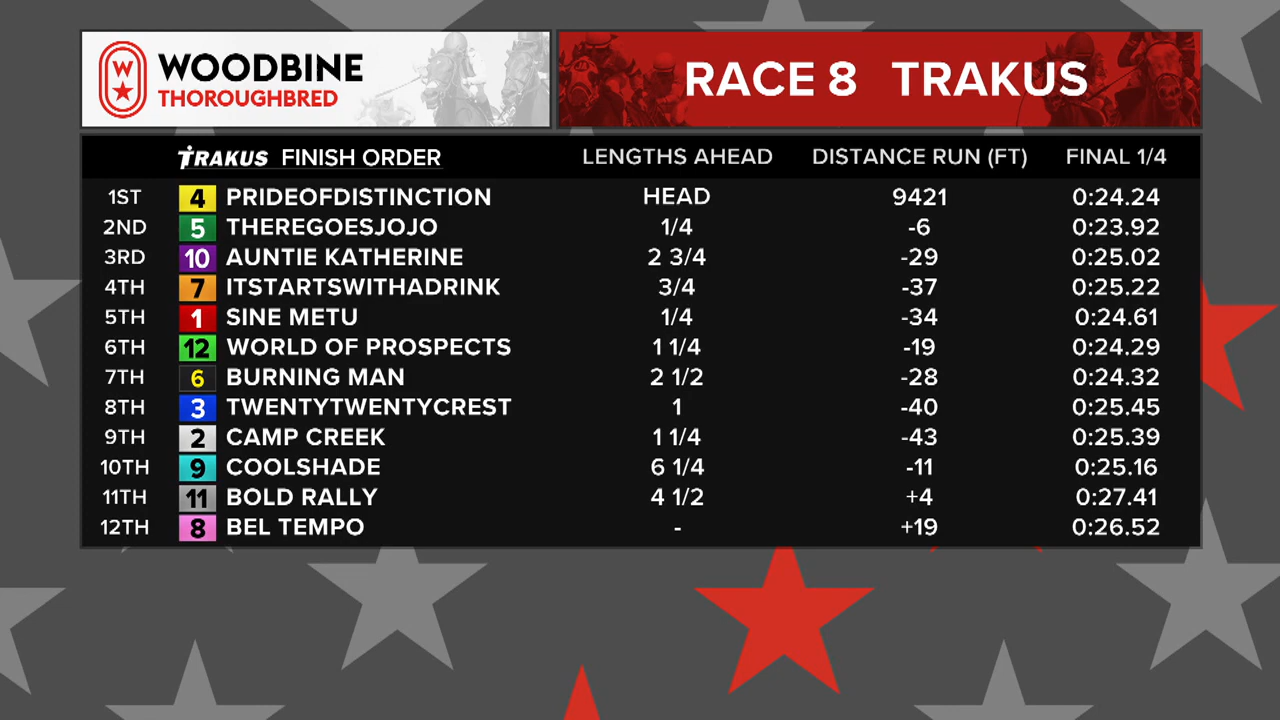 W WOODBINE
THOROUGHBRED
RACE 8 TRAKUS
TRAKUS FINISH ORDER LENGTHS AHEAD DISTANCE RUN (FT) FINAL 1/4
1ST 4 PRIDEOFDISTINCTION HEAD 9421 0:24.24
2ND 5 THEREGOESJOJO 1/4 -6 0:23.92
3RD 10 AUNTIE KATHERINE 2 3/4 -29 0:25.02
4TH 7 ITSTARTSWITHADRINK 3/4 -37 0:25.22
5TH 1 SINE METU 1/4 -34 0:24.61
6TH 12 WORLD OF PROSPECTS 1 1/4 -19 0:24.29
7TH 6 BURNING MAN 2 1/2 -28 0:24.32
8TH 3 TWENTYTWENTYCREST 1 -40 0:25.45
9TH 2 CAMP CREEK 1 1/4 -43 0:25.39
10TH 9 COOLSHADE 6 1/4 -11 0:25.16
11TH 11 BOLD RALLY 4 1/2 +4 0:27.41
12TH 8 BEL TEMPO - +19 0:26.52